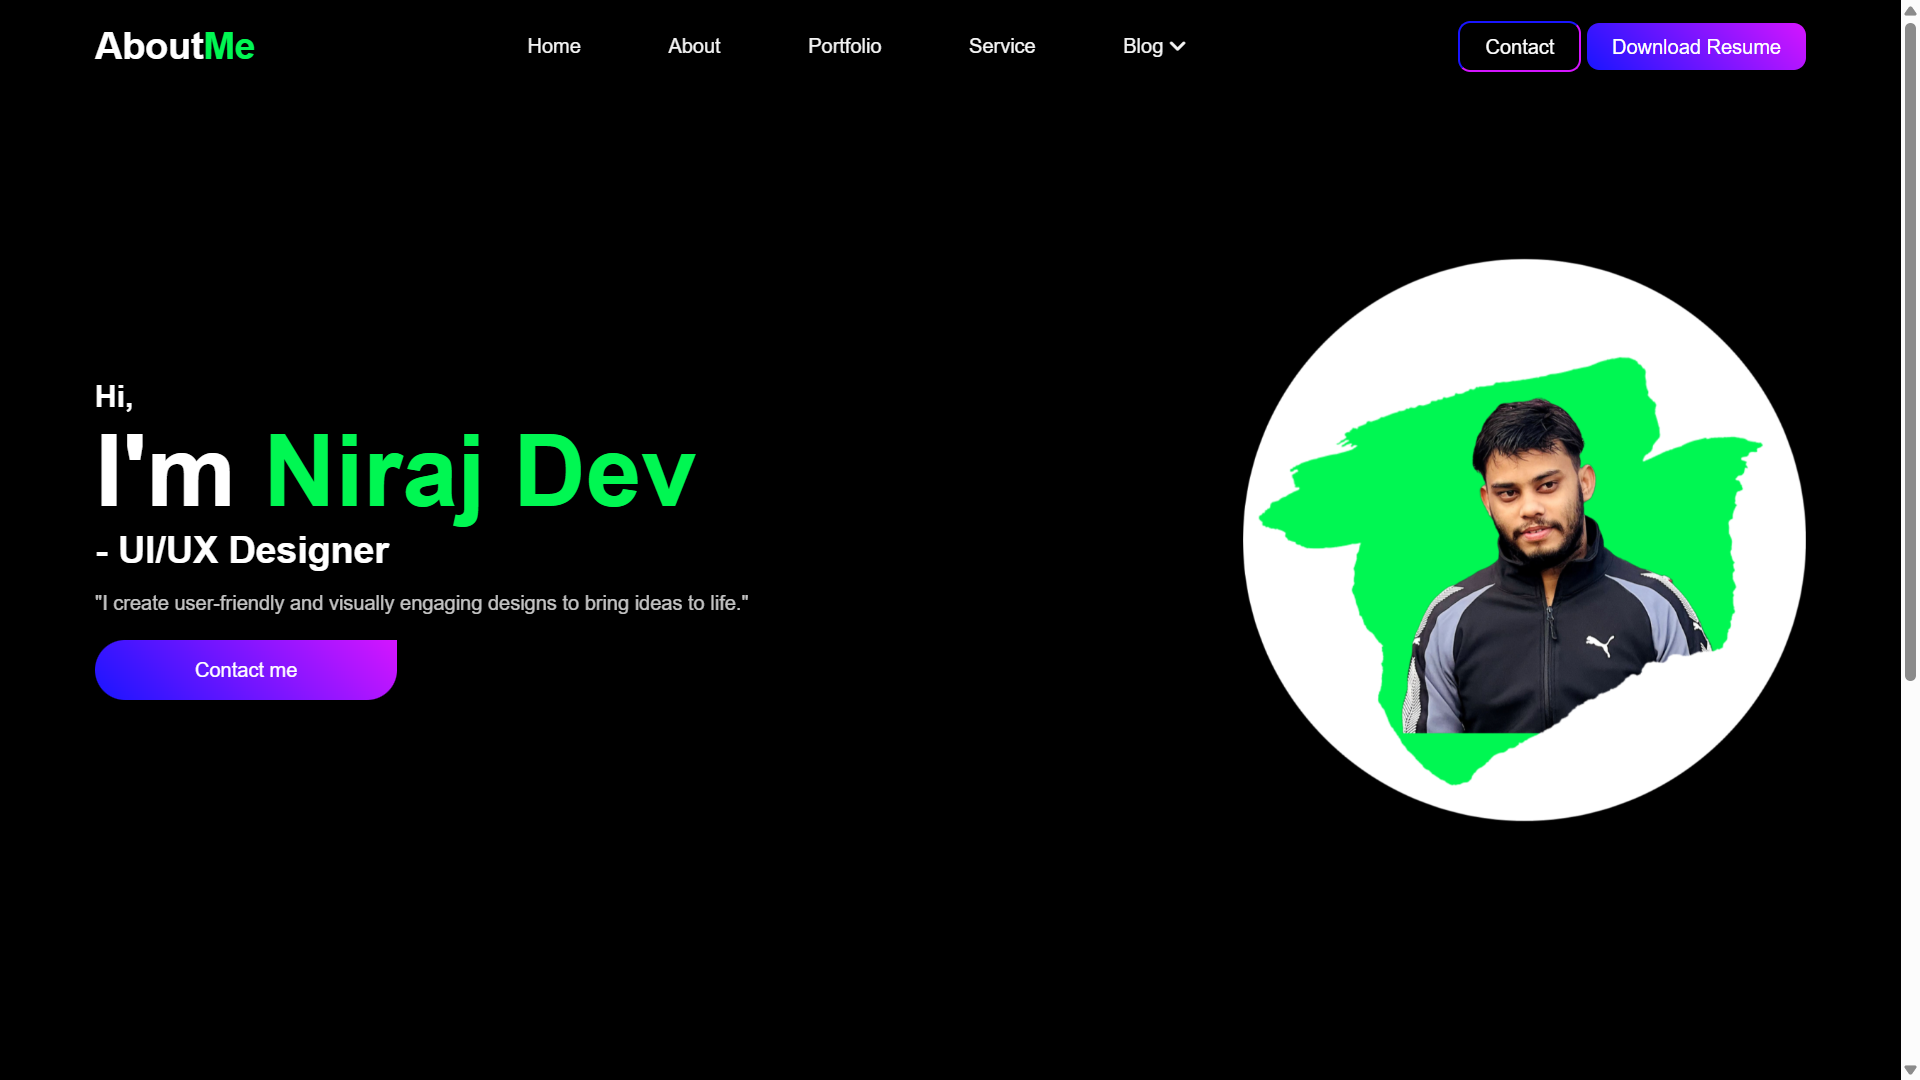 AboutMe
Home About Portfolio Service Blog
Contact Download Resume
Hi,
I'm Niraj Dev
- UI/UX Designer
"I create user-friendly and visually engaging designs to bring ideas to life."
Contact me